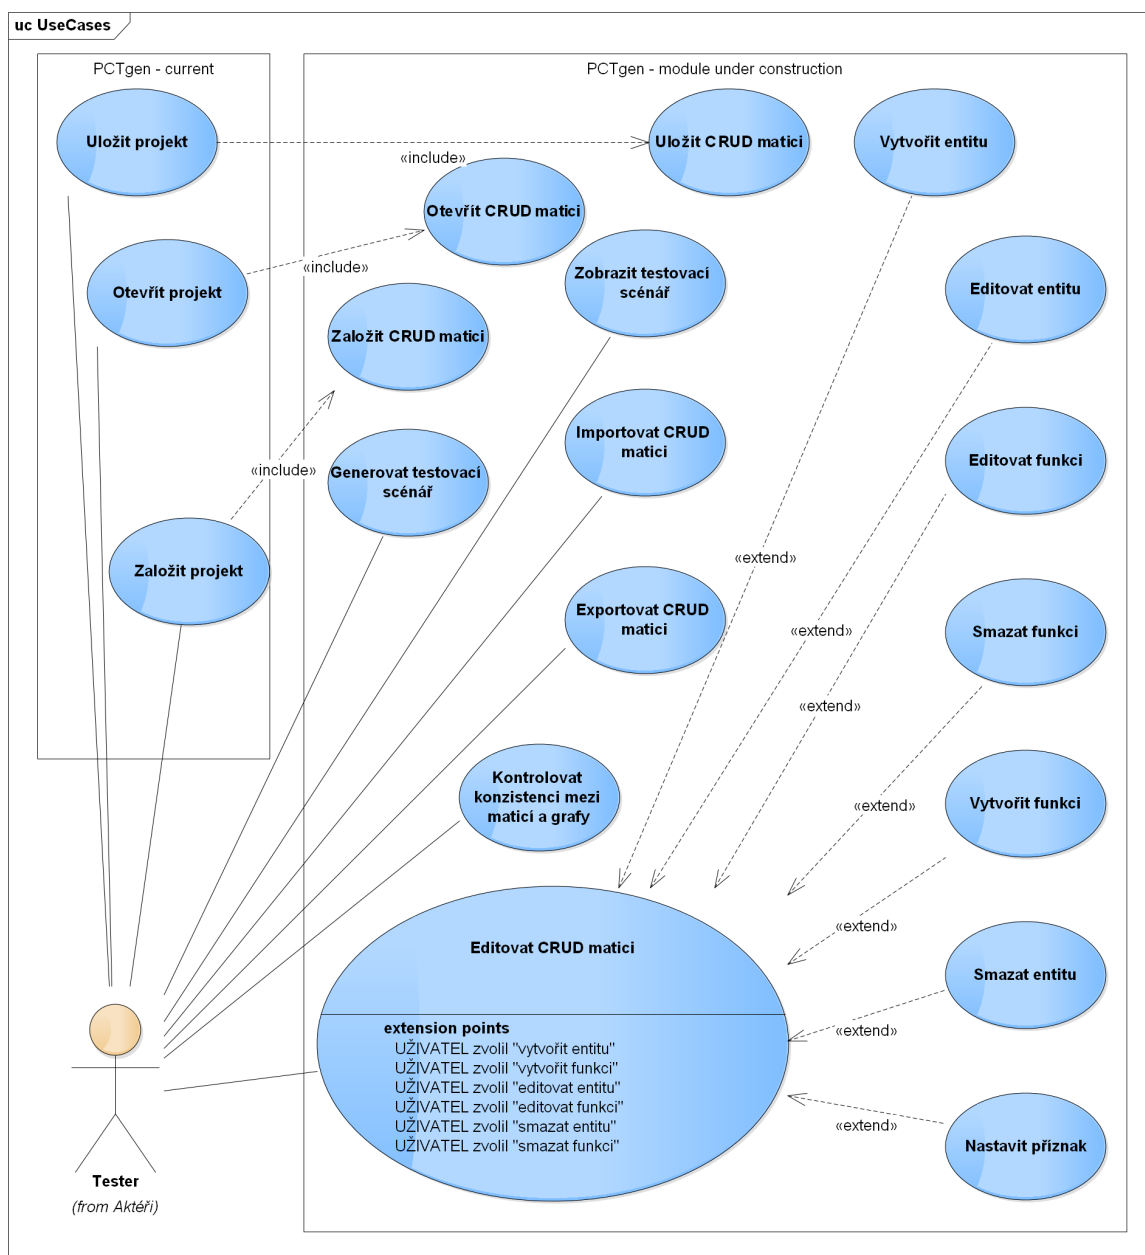 uc UseCases
PCTgen - current
PCTgen - module under construction
Uložit projekt
Uložit CRUD matici
Vytvořit entitu
«include»
Otevřít CRUD matici
«include»
Zobrazit testovací
scénář
Otevřít projekt
Editovat entitu
Založit CRUD matici
Importovat CRUD
matici
Editovat funkci
«include»
Generovat testovací
scénář
Založit projekt
«extend»
Exportovat CRUD
matici
«extend»
Smazat funkci
«extend»
Kontrolovat
konzistenci mezi
maticí a grafy
«extend»
Vytvořit funkci
Editovat CRUD matici
«extend»
Smazat entitu
extension points
UŽIVATEL zvolil "vytvořit entitu"
UŽIVATEL zvolil "vytvořit funkci"
UŽIVATEL zvolil "editovat entitu"
UŽIVATEL zvolil "editovat funkci"
UŽIVATEL zvolil "smazat entitu"
UŽIVATEL zvolil "smazat funkci"
«extend»
«extend»
Nastavit příznak
Tester
(from Aktéři)